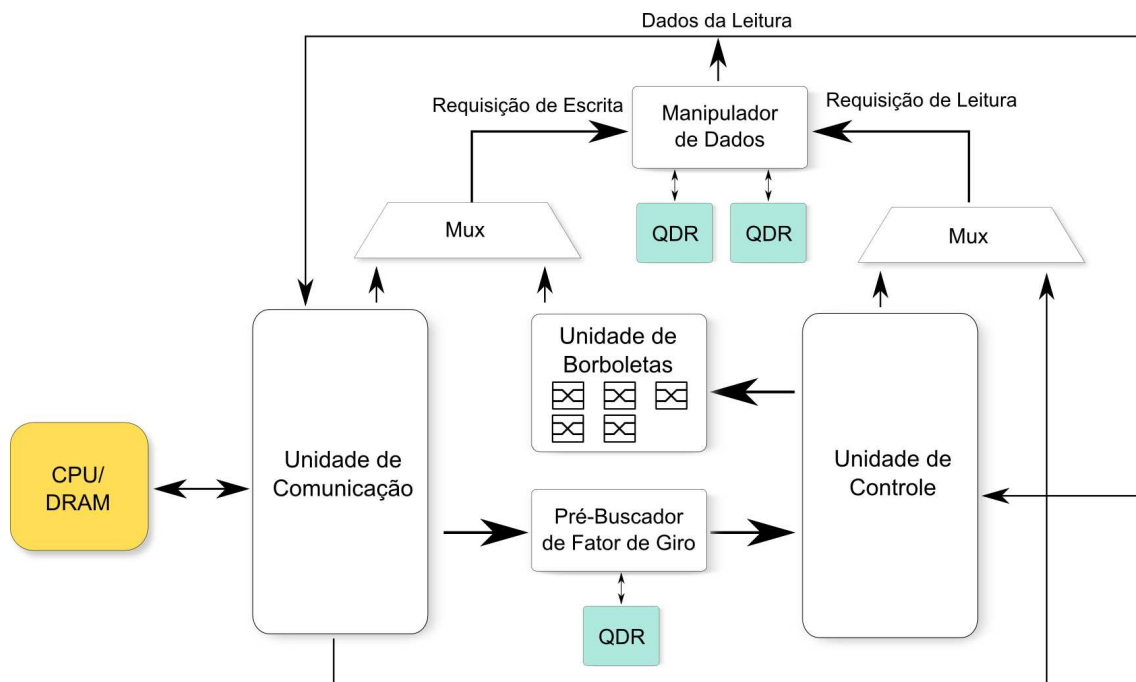 Dados da Leitura
Requisição de Escrita
Requisição de Leitura
Manipulador
de Dados
QDR
QDR
Mux
Mux
Unidade de
Borboletas
CPU/
DRAM
Unidade de
Comunicação
Unidade de
Controle
Pré-Buscador
de Fator de Giro
QDR